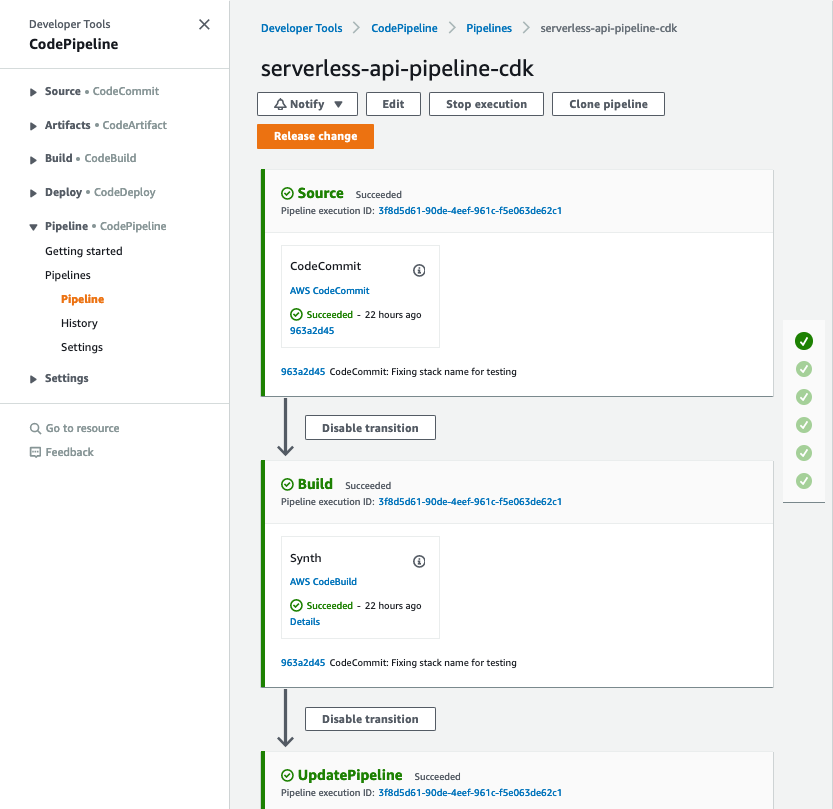 Developer Tools
CodePipeline
Source • CodeCommit
Artifacts • CodeArtifact
Build • CodeBuild
Deploy • CodeDeploy
Pipeline • CodePipeline
Getting started
Pipelines
Pipeline
History
Settings
Settings
Go to resource
Feedback
Developer Tools CodePipeline Pipelines serverless-api-pipeline-cdk
serverless-api-pipeline-cdk
Notify Edit Stop execution Clone pipeline
Release change
Source Succeeded
Pipeline execution ID: 3f8d5d61-90de-4eef-961c-f5e063de62c1
CodeCommit
AWS CodeCommit
Succeeded - 22 hours ago
963a2d45
963a2d45 CodeCommit: Fixing stack name for testing
Disable transition
Build Succeeded
Pipeline execution ID: 3f8d5d61-90de-4eef-961c-f5e063de62c1
Synth
AWS CodeBuild
Succeeded - 22 hours ago
Details
963a2d45 CodeCommit: Fixing stack name for testing
Disable transition
UpdatePipeline Succeeded
Pipeline execution ID: 3f8d5d61-90de-4eef-961c-f5e063de62c1